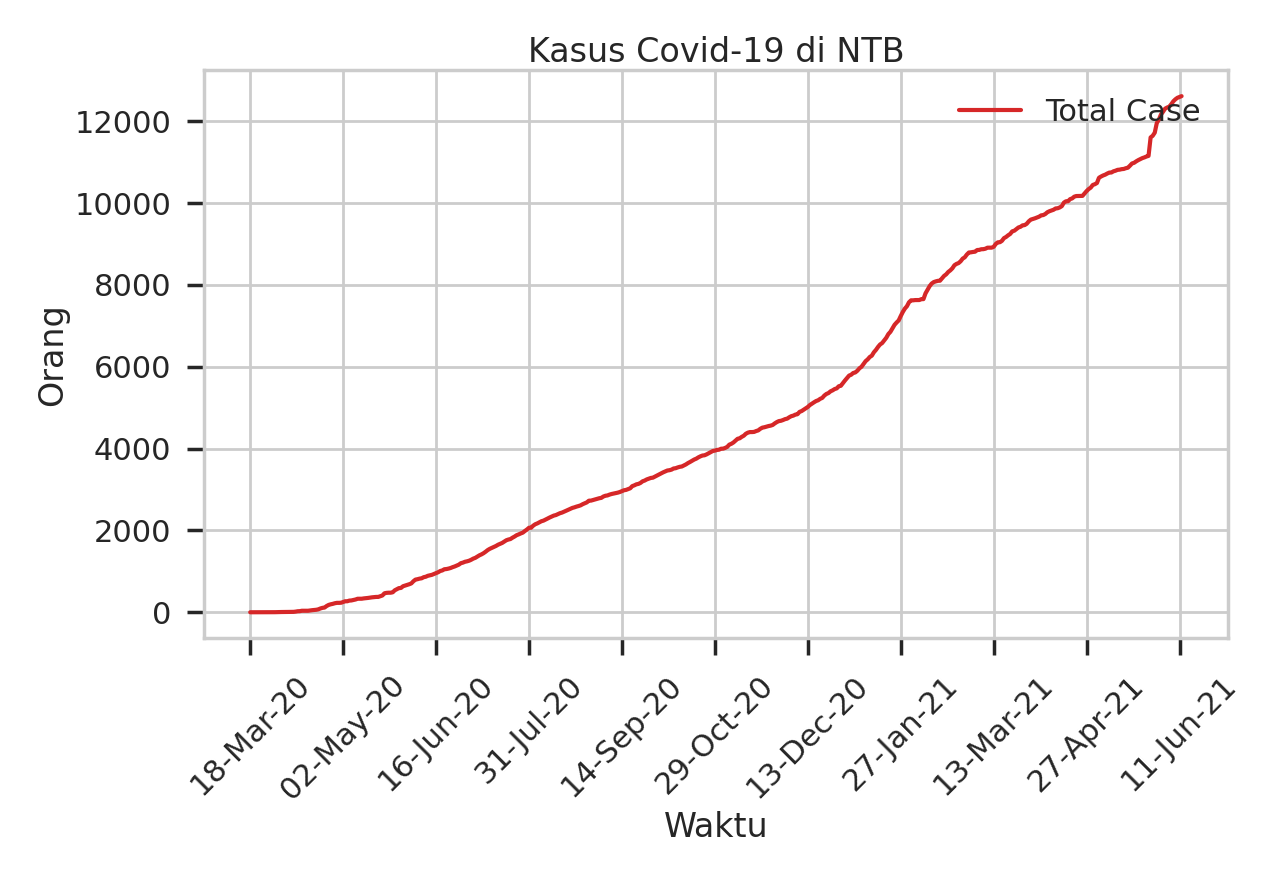 Kasus Covid-19 di NTB
Total Case
12000
10000
8000
6000
4000
2000
0
Orang
18-Mar-20
02-May-20
16-Jun-20
31-Jul-20
14-Sep-20
29-Oct-20
13-Dec-20
27-Jan-21
13-Mar-21
27-Apr-21
11-Jun-21
Waktu